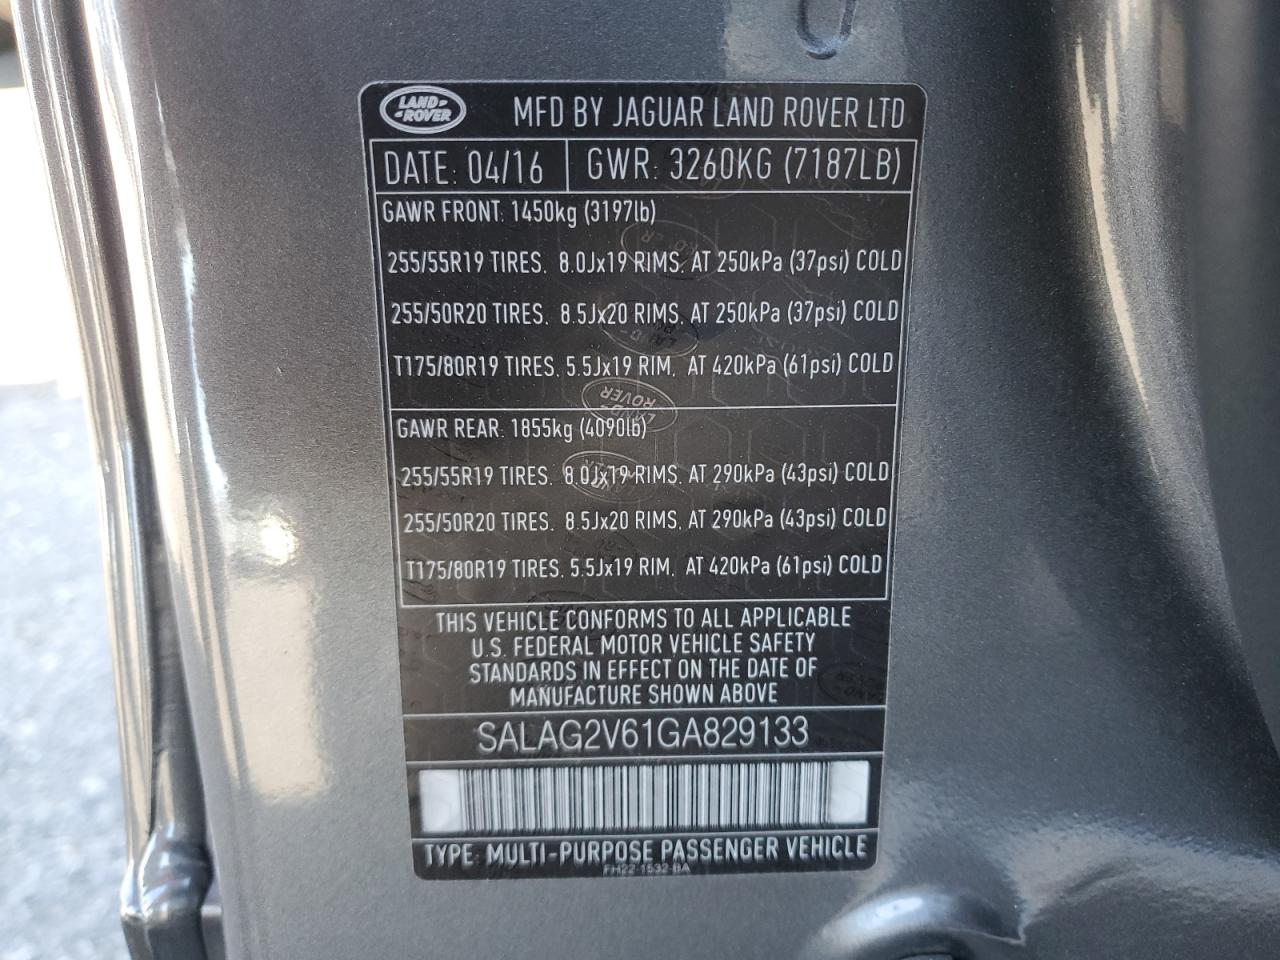 LAND-
-ROVER
MFD BY JAGUAR LAND ROVER LTD
DATE: 04/16
GWR: 3260KG (7187LB)
GAWR FRONT: 1450kg (3197lb)
255/55R19 TIRES, 8.0Jx19 RIMS, AT 250kPa (37psi) COLD
255/50R20 TIRES, 8.5Jx20 RIMS, AT 250kPa (37psi) COLD
T175/80R19 TIRES, 5.5Jx19 RIM, AT 420kPa (61psi) COLD
GAWR REAR: 1855kg (4090lb)
255/55R19 TIRES, 8.0Jx19 RIMS, AT 290kPa (43psi) COLD
255/50R20 TIRES, 8.5Jx20 RIMS, AT 290kPa (43psi) COLD
T175/80R19 TIRES, 5.5Jx19 RIM, AT 420kPa (61psi) COLD
THIS VEHICLE CONFORMS TO ALL APPLICABLE
U.S. FEDERAL MOTOR VEHICLE SAFETY
STANDARDS IN EFFECT ON THE DATE OF
MANUFACTURE SHOWN ABOVE
SALAG2V61GA829133
TYPE: MULTI-PURPOSE PASSENGER VEHICLE
FH22-1532-BA